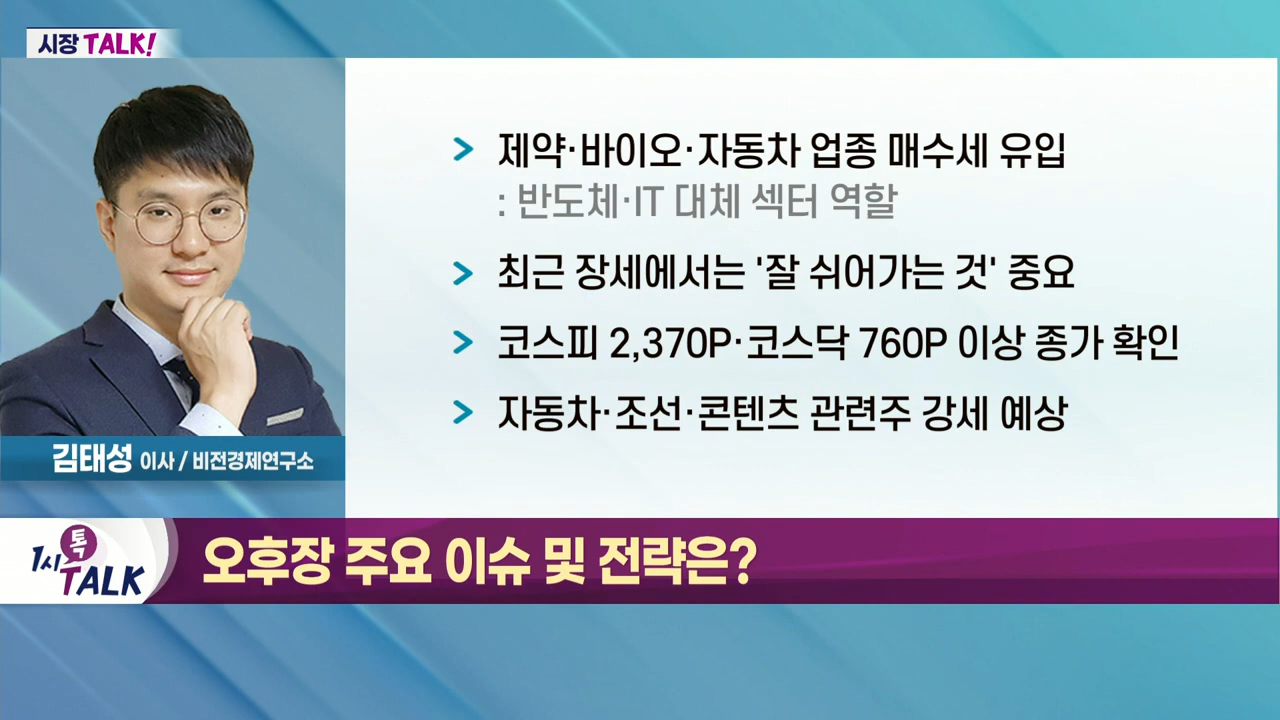 시장 TALK!
> 제약·바이오·자동차 업종 매수세 유입
: 반도체·IT 대체 섹터 역할
> 최근 장세에서는 '잘 쉬어가는 것' 중요
> 코스피 2,370P·코스닥 760P 이상 종가 확인
> 자동차·조선·콘텐츠 관련주 강세 예상
김태성 이사 / 비전경제연구소
1시 톡 TALK
오후장 주요 이슈 및 전략은?